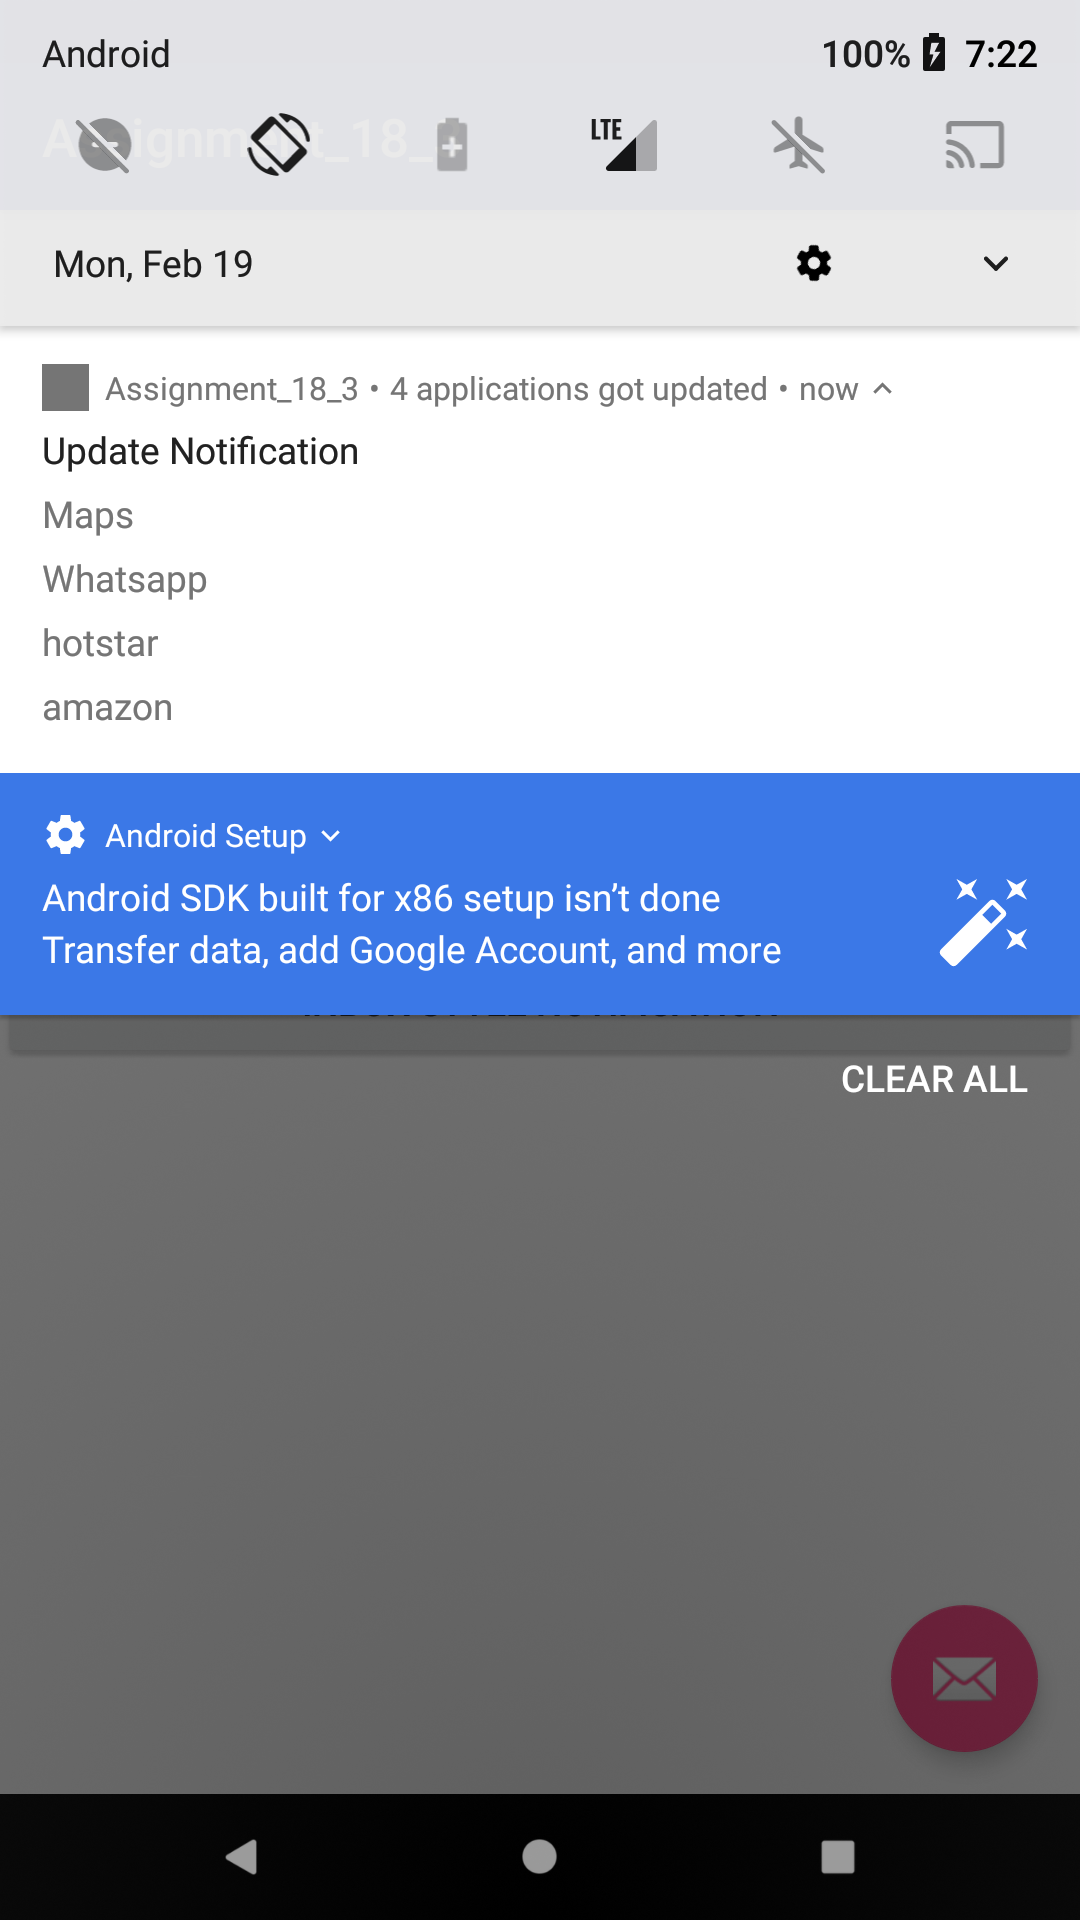 Android 100% 7:22
LTE
Mon, Feb 19
Assignment_18_3 • 4 applications got updated • now
Update Notification
Maps
Whatsapp
hotstar
amazon
Android Setup
Android SDK built for x86 setup isn’t done
Transfer data, add Google Account, and more
CLEAR ALL